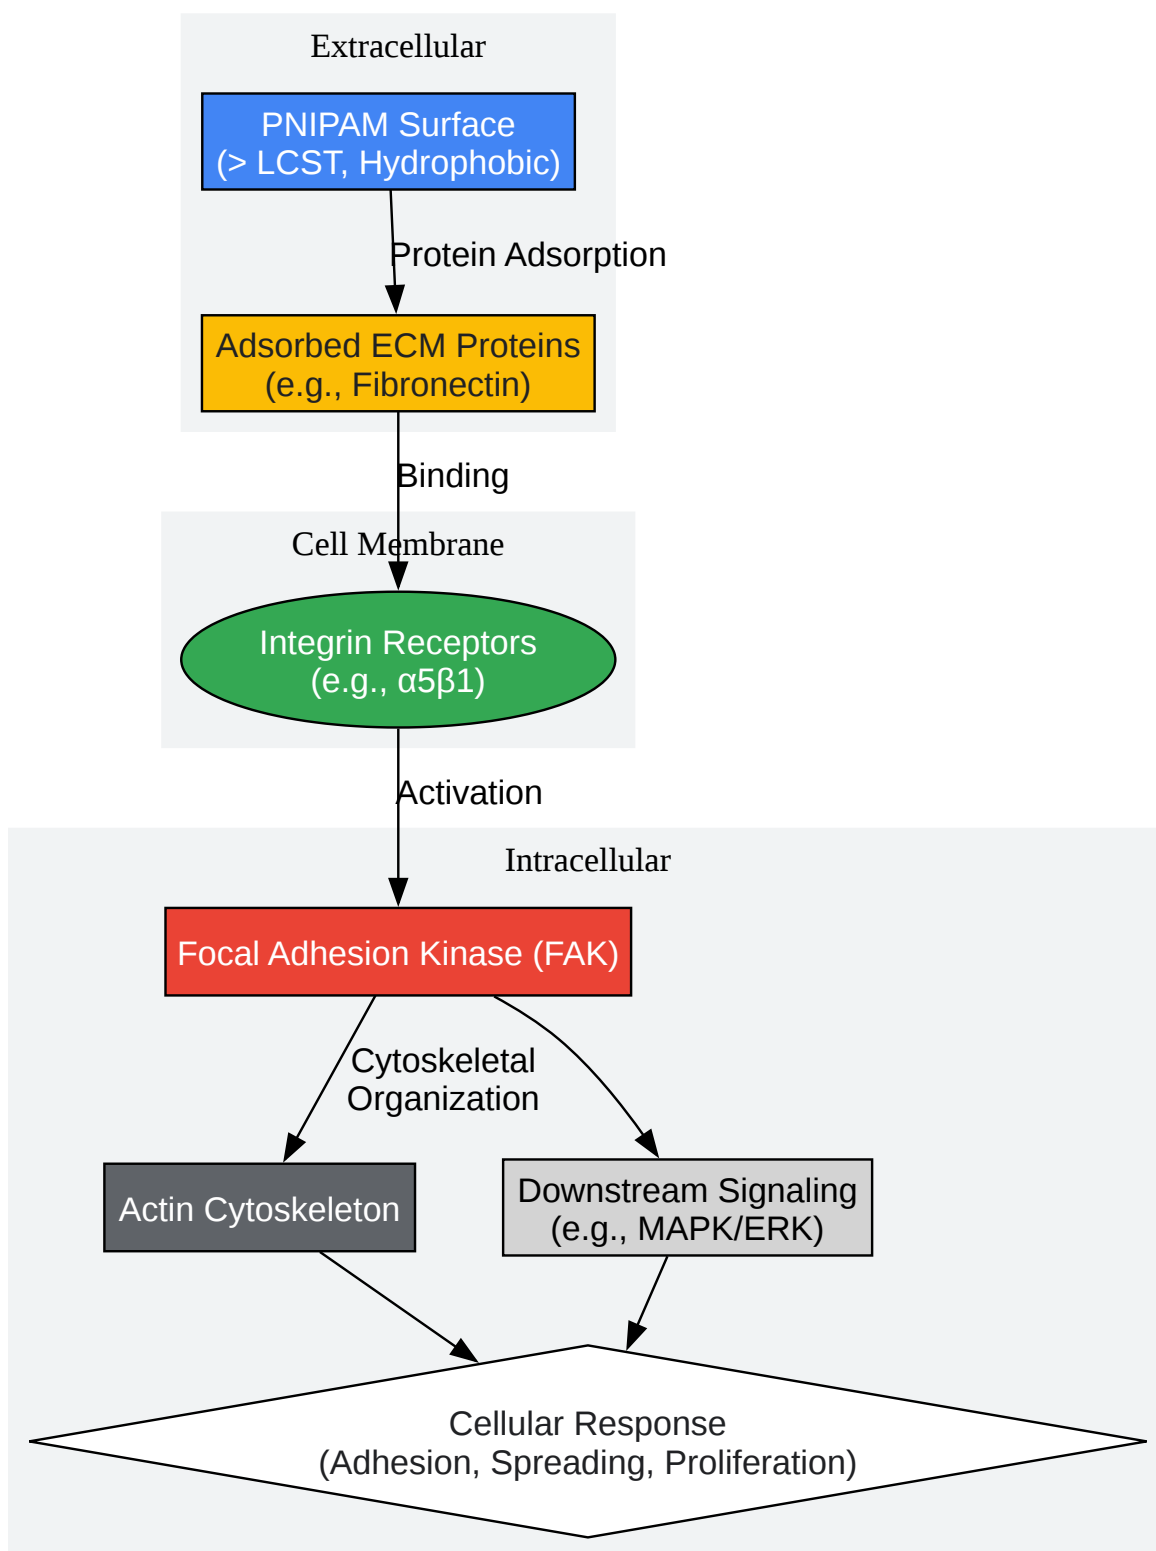 Extracellular
PNIPAM Surface
(> LCST, Hydrophobic)
Protein Adsorption
Adsorbed ECM Proteins
(e.g., Fibronectin)
Binding
Cell Membrane
Integrin Receptors
(e.g., α5β1)
Activation
Intracellular
Focal Adhesion Kinase (FAK)
Cytoskeletal
Organization
Actin Cytoskeleton
Downstream Signaling
(e.g., MAPK/ERK)
Cellular Response
(Adhesion, Spreading, Proliferation)